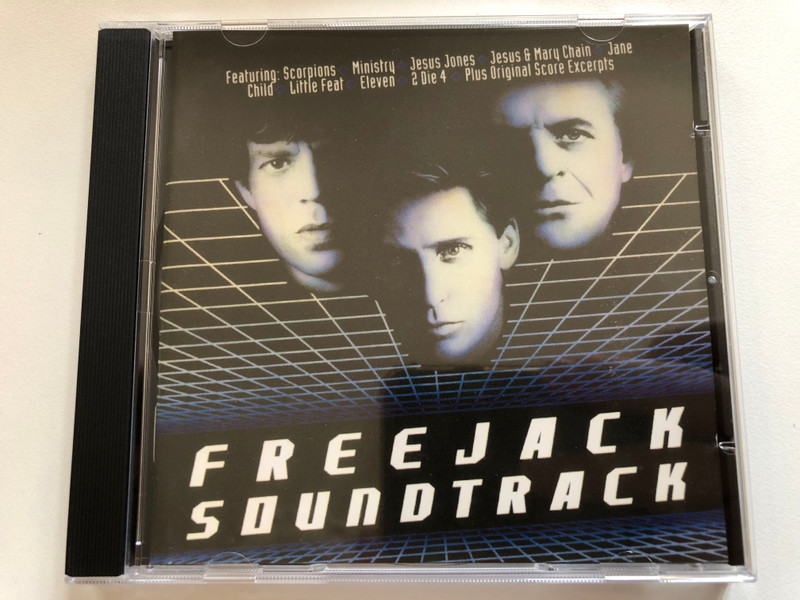 Featuring: Scorpions Ministry Jesus Jones Jesus & Mary Chain Jane
Child Little Feat Eleven 2 Die 4 Plus Original Score Excerpts
FREEJACK
SOUNDTRACK